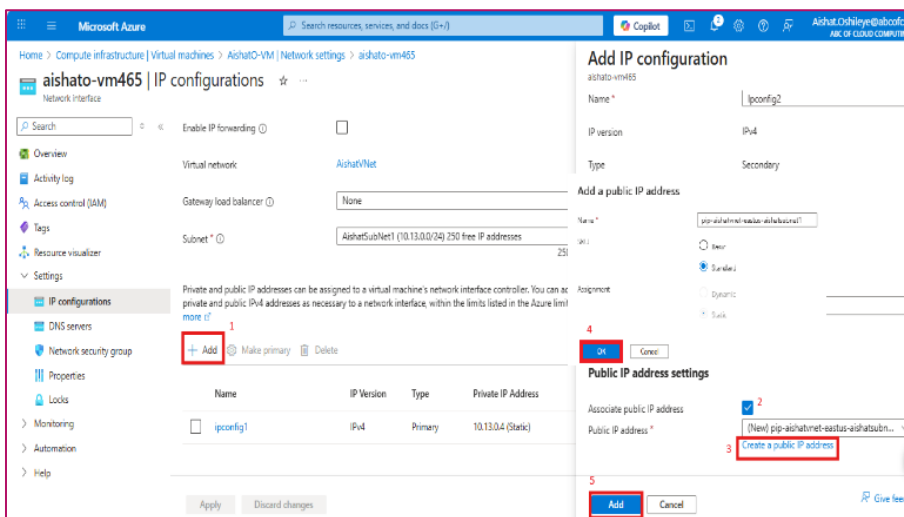 Microsoft Azure
Search resources, services, and docs (G+/)
Copilot
Aishat.Oshileye@abcofc
ABC OF CLOUD COMPUTIN
Home > Compute infrastructure | Virtual machines > AishatO-VM | Network settings > aishato-vm465
aishato-vm465 | IP configurations
Network interface
Search
Overview
Activity log
Access control (IAM)
Tags
Resource visualizer
Settings
IP configurations
DNS servers
Network security group
Properties
Locks
Monitoring
Automation
Help
Enable IP forwarding
Virtual network
AishatVNet
Gateway load balancer
None
Subnet *
AishatSubNet1 (10.13.0.0/24) 250 free IP addresses
250
Private and public IP addresses can be assigned to a virtual machine's network interface controller. You can ac
private and public IPv4 addresses as necessary to a network interface, within the limits listed in the Azure limit
more
1
+ Add
Make primary
Delete
Name IP Version Type Private IP Address
ipconfig1 IPv4 Primary 10.13.0.4 (Static)
Apply Discard changes
Add IP configuration
aishato-vm465
Name * Ipconfig2
IP version IPv4
Type Secondary
Add a public IP address
Name * pip-aishatvnet-eastus-aishatsubnet1
SKU Basic
Standard
Assignment Dynamic
Static
4
OK Cancel
Public IP address settings
Associate public IP address 2
Public IP address * (New) pip-aishatvnet-eastus-aishatsubn...
3 Create a public IP address
5
Add Cancel
Give feed